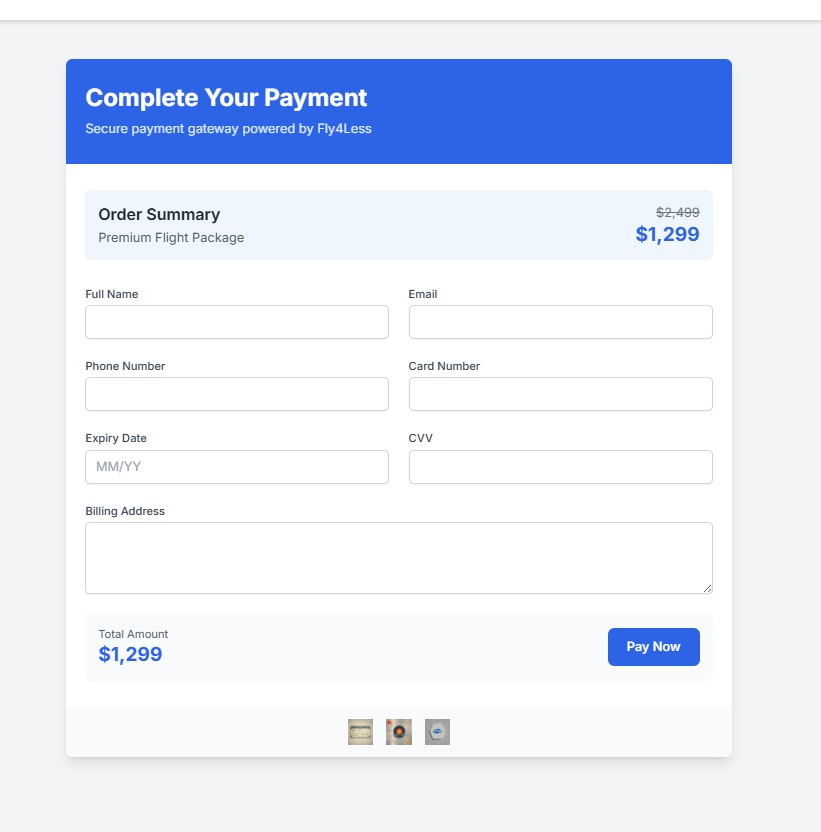 Complete Your Payment
Secure payment gateway powered by Fly4Less
Order Summary
Premium Flight Package
$2,499
$1,299
Full Name
Email
Phone Number
Card Number
Expiry Date
CVV
MM/YY
Billing Address
Total Amount
$1,299
Pay Now